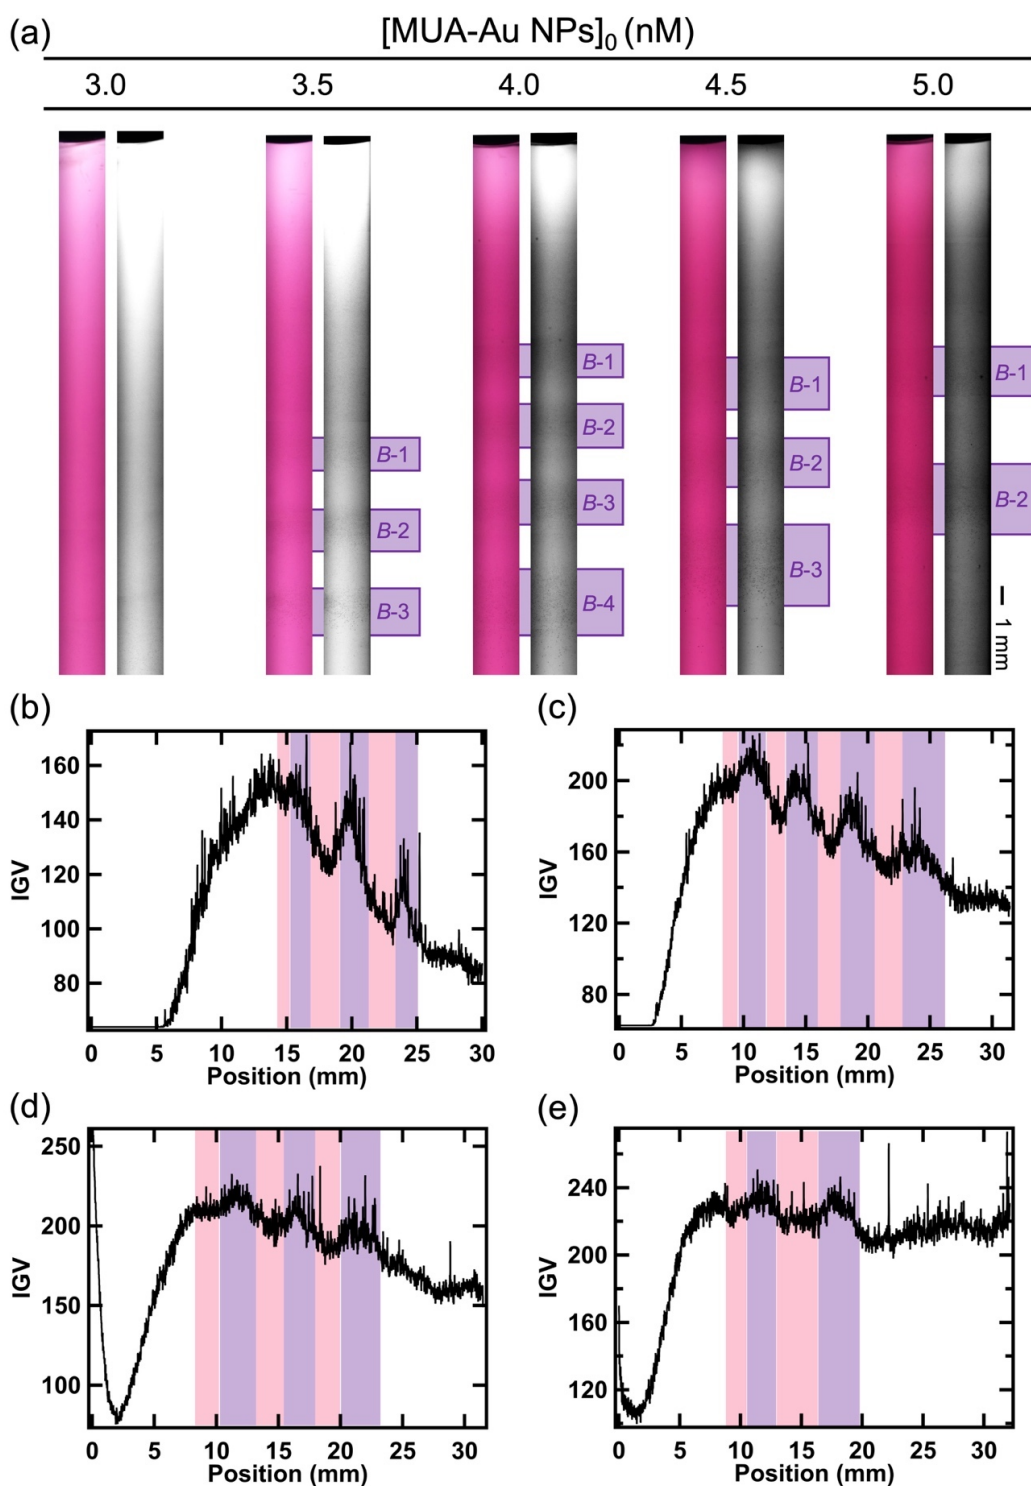 (a)
[MUA-Au NPs]0 (nM)
3.0 3.5 4.0 4.5 5.0
B-1
B-2
B-3
B-1
B-2
B-3
B-4
B-1
B-2
B-3
B-1
B-2
1 mm
(b)
IGV
160
140
120
100
80
0 5 10 15 20 25 30
Position (mm)
(c)
IGV
200
160
120
80
0 5 10 15 20 25 30
Position (mm)
(d)
IGV
250
200
150
100
0 5 10 15 20 25 30
Position (mm)
(e)
IGV
240
200
160
120
0 5 10 15 20 25 30
Position (mm)